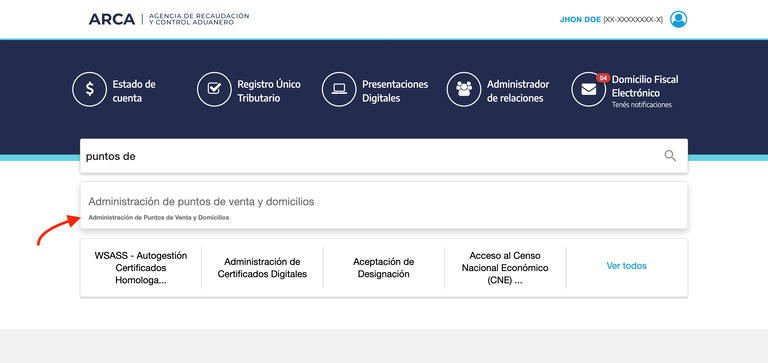 ARCA | AGENCIA DE RECAUDACIÓN
Y CONTROL ADUANERO
JHON DOE [XX-XXXXXXXX-X]
Estado de
cuenta
Registro Único
Tributario
Presentaciones
Digitales
Administrador
de relaciones
54
Domicilio Fiscal
Electrónico
Tenés notificaciones
puntos de
Administración de puntos de venta y domicilios
Administración de Puntos de Venta y Domicilios
WSASS - Autogestión
Certificados
Homologa...
Administración de
Certificados Digitales
Aceptación de
Designación
Acceso al Censo
Nacional Económico
(CNE) ...
Ver todos